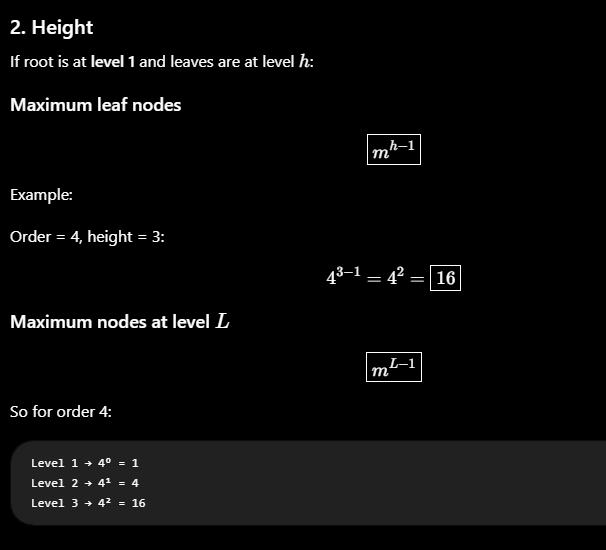 2. Height
If root is at level 1 and leaves are at level h:
Maximum leaf nodes
m^{h−1}
Example:
Order = 4, height = 3:
4^{3−1} = 4² = 16
Maximum nodes at level L
m^{L−1}
So for order 4:
Level 1 → 4⁰ = 1
Level 2 → 4¹ = 4
Level 3 → 4² = 16